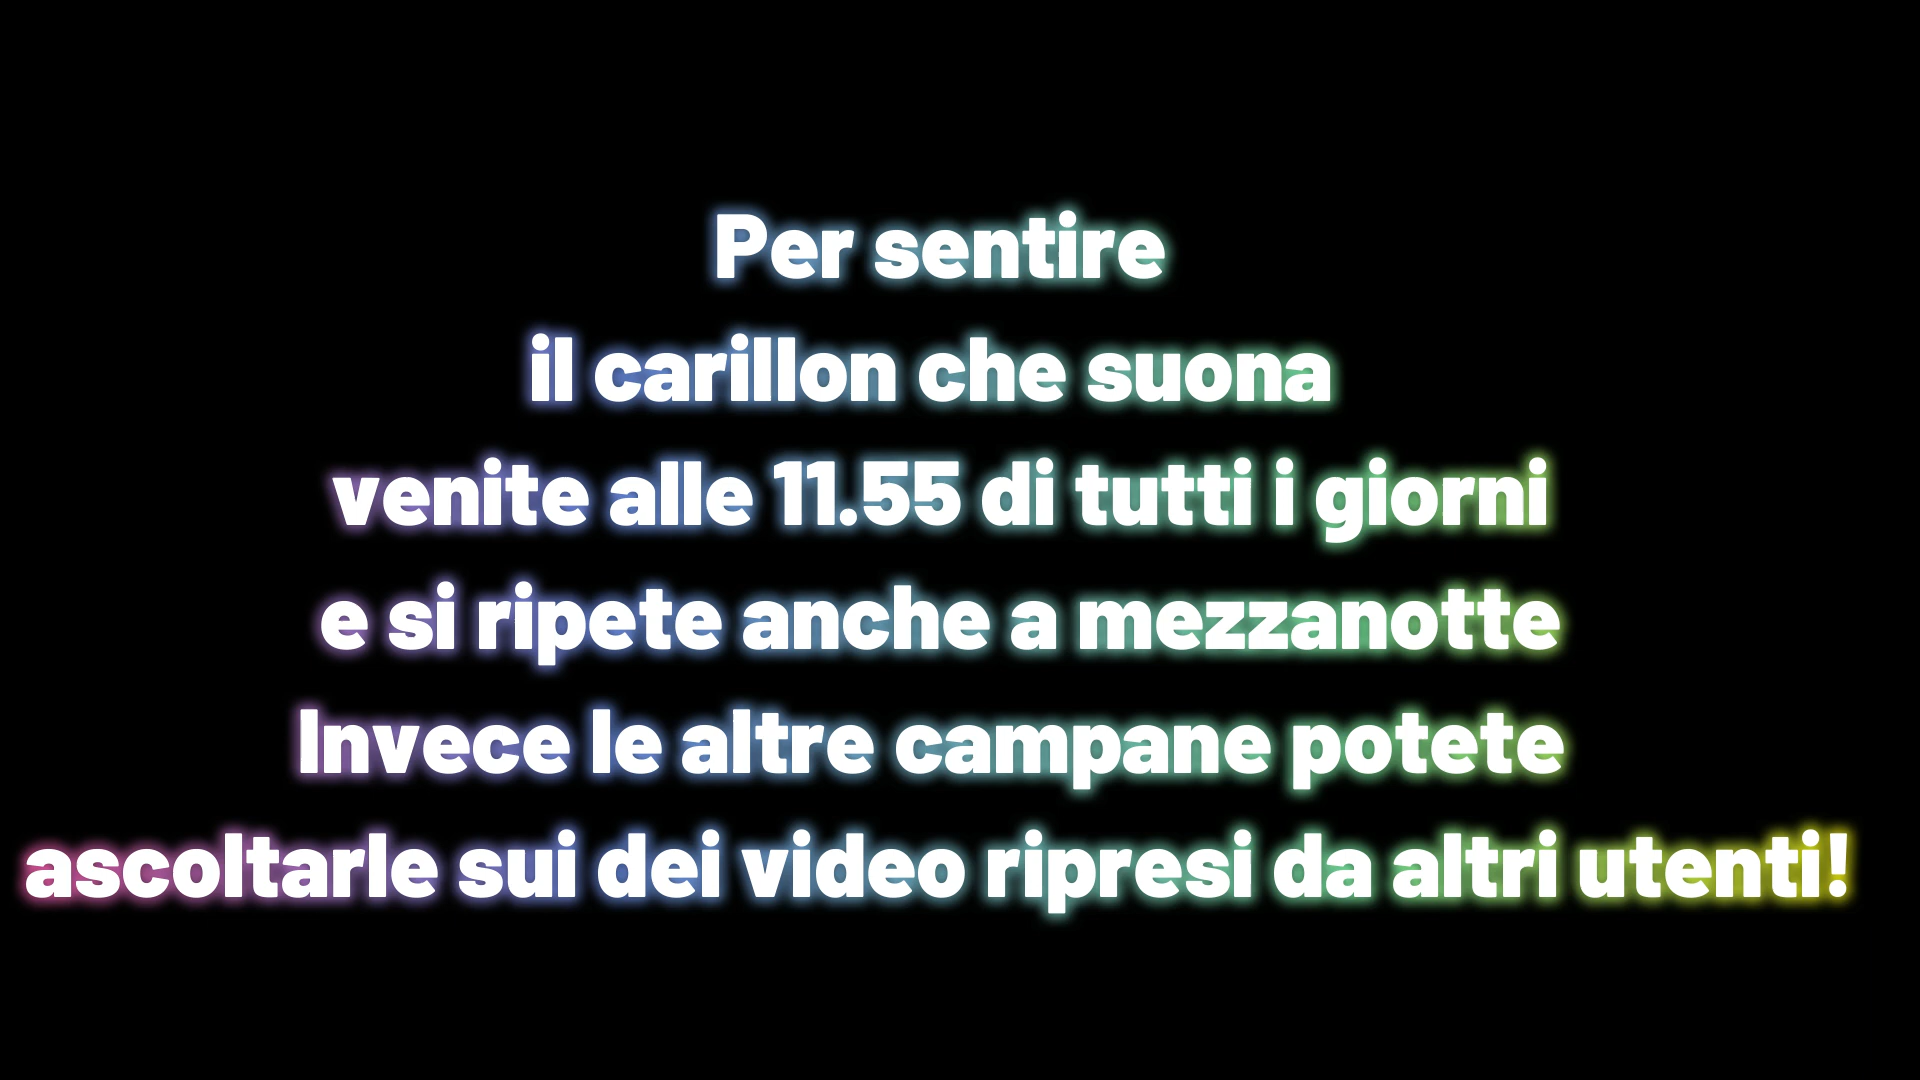 Per sentire
il carillon che suona
venite alle 11.55 di tutti i giorni
e si ripete anche a mezzanotte
Invece le altre campane potete
ascoltarle sui dei video ripresi da altri utenti!